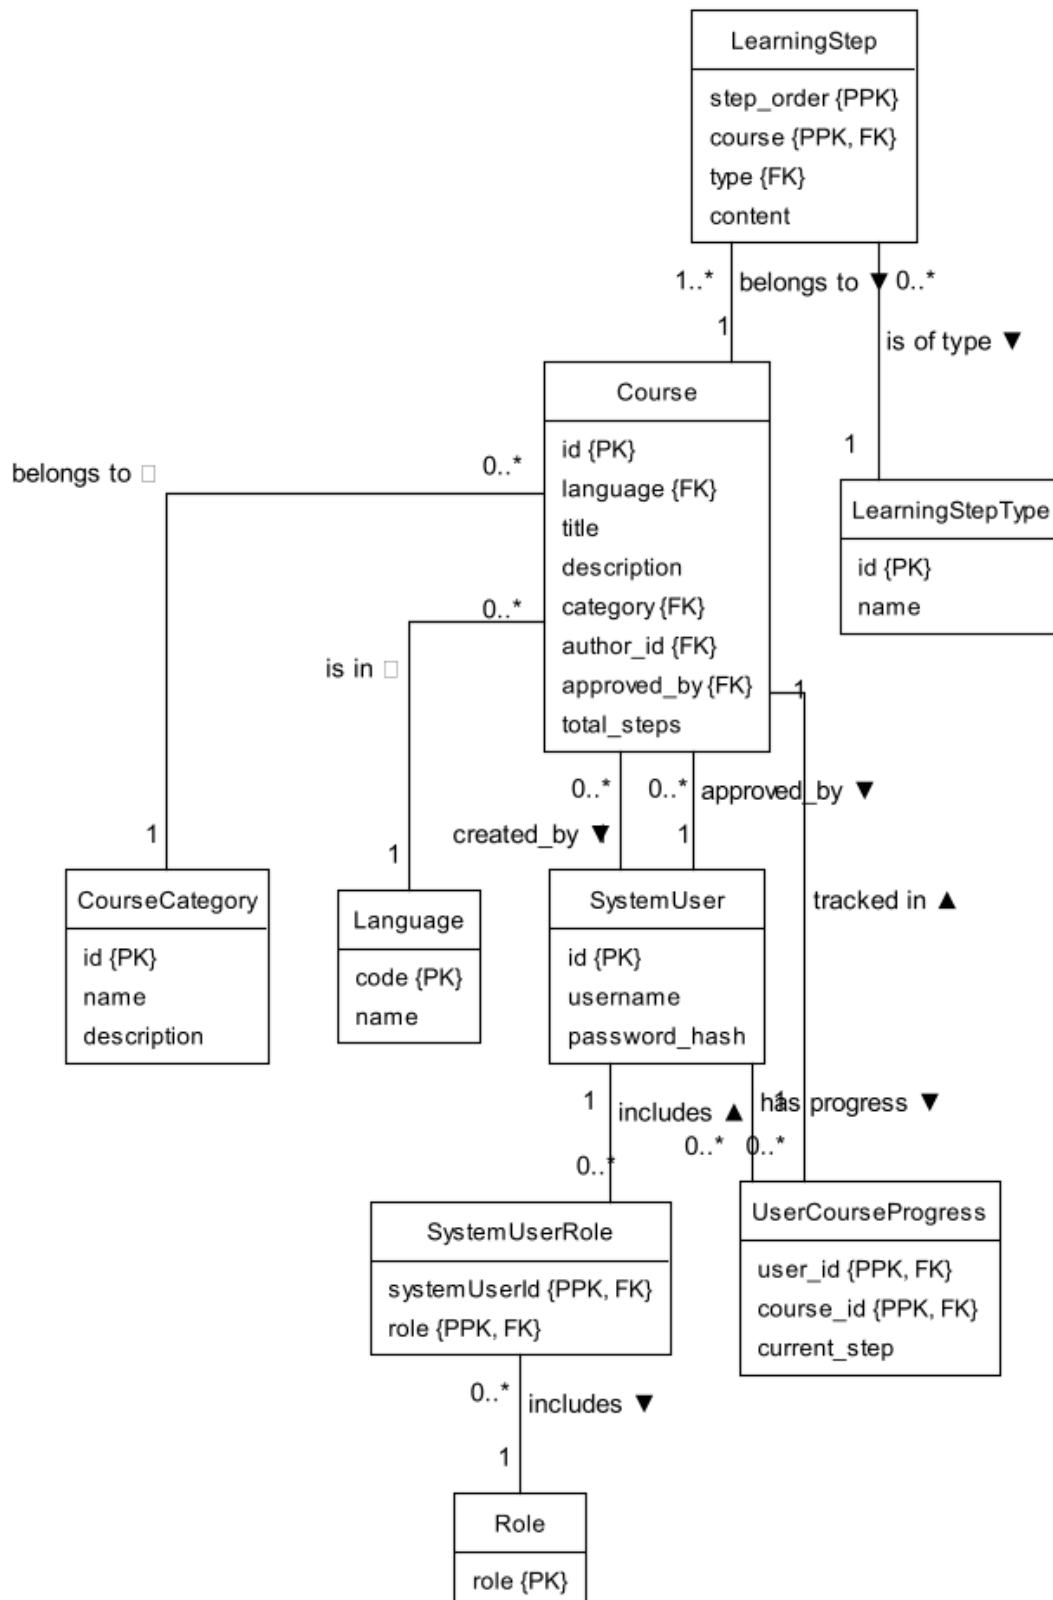 LearningStep
step_order {PPK}
course {PPK, FK}
type {FK}
content
1..* belongs to ▼ 0..*
1
is of type ▼
1
Course
id {PK}
language {FK}
title
description
category {FK}
author_id {FK}
approved_by {FK}
total_steps
LearningStepType
id {PK}
name
belongs to □
0..*
0..*
is in □
1
1
1
0..* 0..* approved_by ▼
created_by ▼
1
CourseCategory
id {PK}
name
description
Language
code {PK}
name
SystemUser
id {PK}
username
password_hash
tracked in ▲
1 includes ▲
has progress ▼
1
0..*
0..* 0..*
SystemUserRole
systemUserId {PPK, FK}
role {PPK, FK}
UserCourseProgress
user_id {PPK, FK}
course_id {PPK, FK}
current_step
0..* includes ▼
1
Role
role {PK}